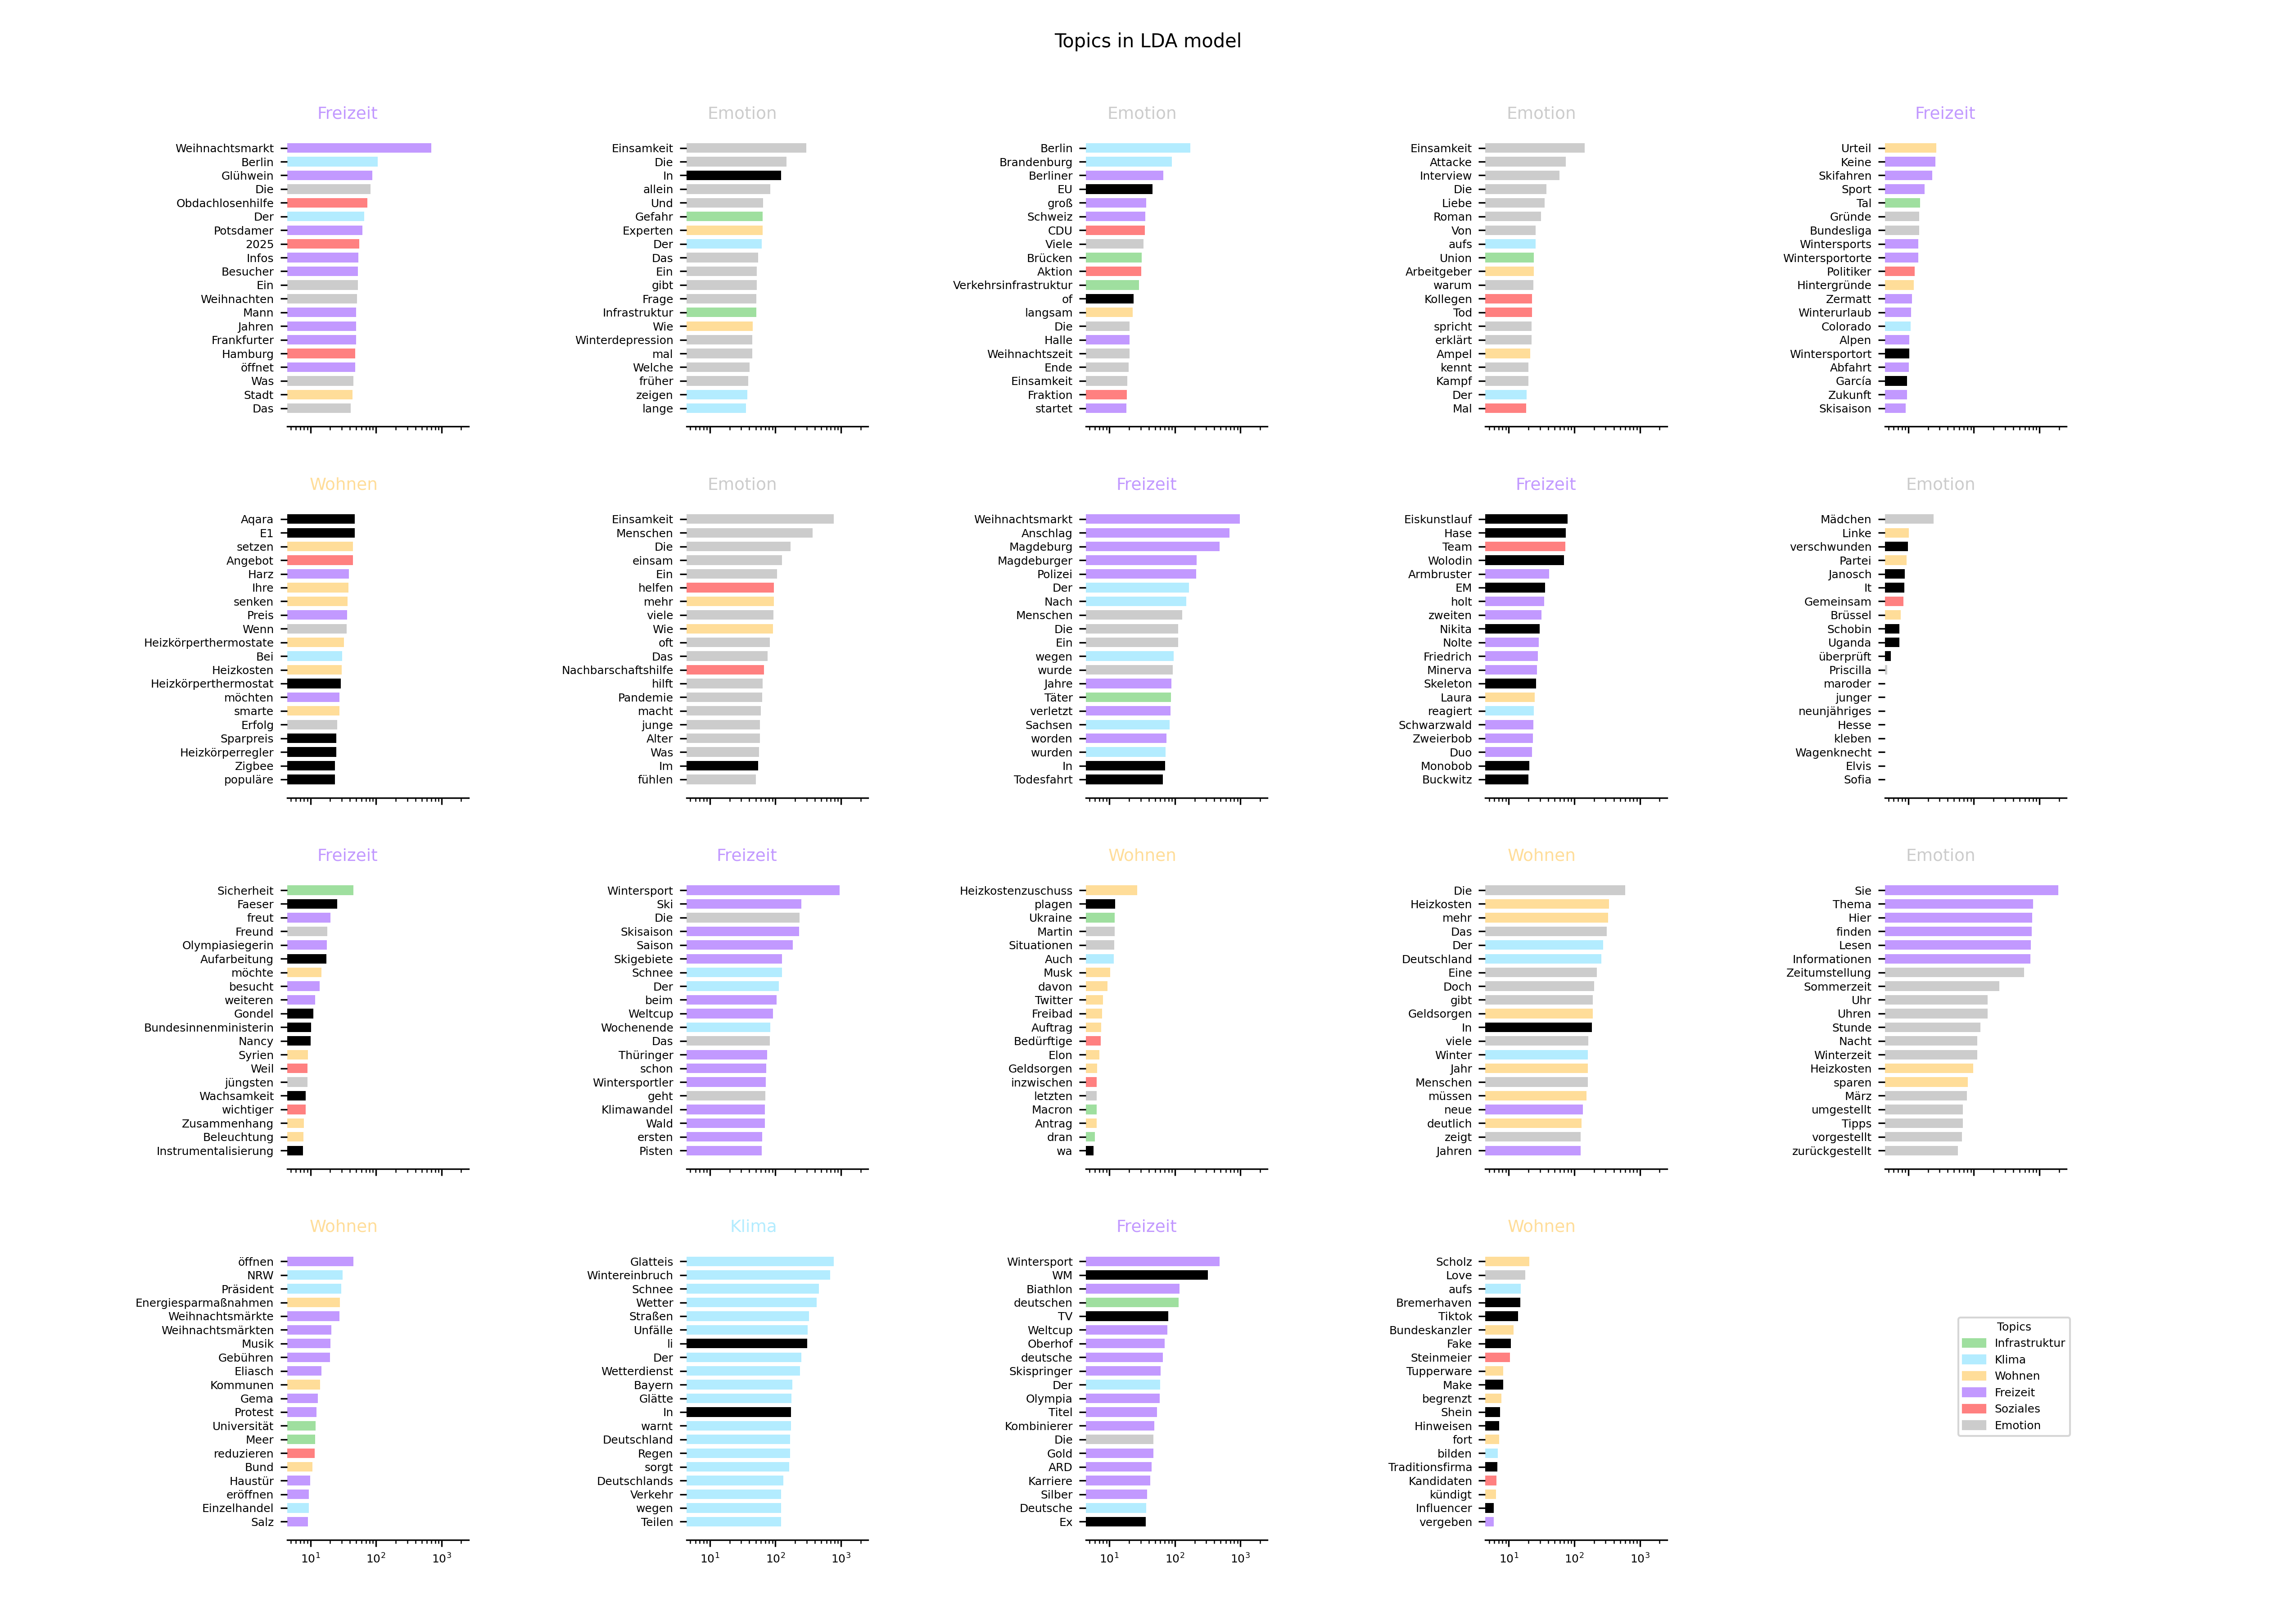 Topics in LDA model
Freizeit
Weihnachtsmarkt
Berlin
Glühwein
Die
Obdachlosenhilfe
Der
Potsdamer
2025
Infos
Besucher
Ein
Weihnachten
Mann
Jahren
Frankfurter
Hamburg
öffnet
Was
Stadt
Das
Emotion
Einsamkeit
Die
In
allein
Und
Gefahr
Experten
Der
Das
Ein
gibt
Frage
Infrastruktur
Wie
Winterdepression
mal
Welche
früher
zeigen
lange
Emotion
Berlin
Brandenburg
Berliner
EU
groß
Schweiz
CDU
Viele
Brücken
Aktion
Verkehrsinfrastruktur
of
langsam
Die
Halle
Weihnachtszeit
Ende
Einsamkeit
Fraktion
startet
Emotion
Einsamkeit
Attacke
Interview
Die
Liebe
Roman
Von
aufs
Union
Arbeitgeber
warum
Kollegen
Tod
spricht
erklärt
Ampel
kennt
Kampf
Der
Mal
Freizeit
Urteil
Keine
Skifahren
Sport
Tal
Gründe
Bundesliga
Wintersports
Wintersportorte
Politiker
Hintergründe
Zermatt
Winterurlaub
Colorado
Alpen
Wintersportort
Abfahrt
García
Zukunft
Skisaison
Wohnen
Aqara
E1
setzen
Angebot
Harz
Ihre
senken
Preis
Wenn
Heizkörperthermostate
Bei
Heizkosten
Heizkörperthermostat
möchten
smarte
Erfolg
Sparpreis
Heizkörperregler
Zigbee
populäre
Emotion
Einsamkeit
Menschen
Die
einsam
Ein
helfen
mehr
viele
Wie
oft
Das
Nachbarschaftshilfe
hilft
Pandemie
macht
junge
Alter
Was
Im
fühlen
Freizeit
Weihnachtsmarkt
Anschlag
Magdeburg
Magdeburger
Polizei
Der
Nach
Menschen
Die
Ein
wegen
wurde
Jahre
Täter
verletzt
Sachsen
worden
wurden
In
Todesfahrt
Freizeit
Eiskunstlauf
Hase
Team
Wolodin
Armbruster
EM
holt
zweiten
Nikita
Nolte
Friedrich
Minerva
Skeleton
Laura
reagiert
Schwarzwald
Zweierbob
Duo
Monobob
Buckwitz
Emotion
Mädchen
Linke
verschwunden
Partei
Janosch
It
Gemeinsam
Brüssel
Schobin
Uganda
überprüft
Priscilla
maroder
junger
neunjähriges
Hesse
kleben
Wagenknecht
Elvis
Sofia
Freizeit
Sicherheit
Faeser
freut
Freund
Olympiasiegerin
Aufarbeitung
möchte
besucht
weiteren
Gondel
Bundesinnenministerin
Nancy
Syrien
Weil
jüngsten
Wachsamkeit
wichtiger
Zusammenhang
Beleuchtung
Instrumentalisierung
Freizeit
Wintersport
Ski
Die
Skisaison
Saison
Skigebiete
Schnee
Der
beim
Weltcup
Wochenende
Das
Thüringer
schon
Wintersportler
geht
Klimawandel
Wald
ersten
Pisten
Wohnen
Heizkostenzuschuss
plagen
Ukraine
Martin
Situationen
Auch
Musk
davon
Twitter
Freibad
Auftrag
Bedürftige
Elon
Geldsorgen
inzwischen
letzten
Macron
Antrag
dran
wa
Wohnen
Die
Heizkosten
mehr
Das
Der
Deutschland
Eine
Doch
gibt
Geldsorgen
In
viele
Winter
Jahr
Menschen
müssen
neue
deutlich
zeigt
Jahren
Emotion
Sie
Thema
Hier
finden
Lesen
Informationen
Zeitumstellung
Sommerzeit
Uhr
Uhren
Stunde
Nacht
Winterzeit
Heizkosten
sparen
März
umgestellt
Tipps
vorgestellt
zurückgestellt
Wohnen
öffnen
NRW
Präsident
Energiesparmaßnahmen
Weihnachtsmärkte
Weihnachtsmärkten
Musik
Gebühren
Eliasch
Kommunen
Gema
Protest
Universität
Meer
reduzieren
Bund
Haustür
eröffnen
Einzelhandel
Salz
10¹ 10² 10³
Klima
Glatteis
Wintereinbruch
Schnee
Wetter
Straßen
Unfälle
li
Der
Wetterdienst
Bayern
Glätte
In
warnt
Deutschland
Regen
sorgt
Deutschlands
Verkehr
wegen
Teilen
10¹ 10² 10³
Freizeit
Wintersport
WM
Biathlon
deutschen
TV
Weltcup
Oberhof
deutsche
Skispringer
Der
Olympia
Titel
Kombinierer
Die
Gold
ARD
Karriere
Silber
Deutsche
Ex
10¹ 10² 10³
Wohnen
Scholz
Love
aufs
Bremerhaven
Tiktok
Bundeskanzler
Fake
Steinmeier
Tupperware
Make
begrenzt
Shein
Hinweisen
fort
bilden
Traditionsfirma
Kandidaten
kündigt
Influencer
vergeben
10¹ 10² 10³
Topics
Infrastruktur
Klima
Wohnen
Freizeit
Soziales
Emotion